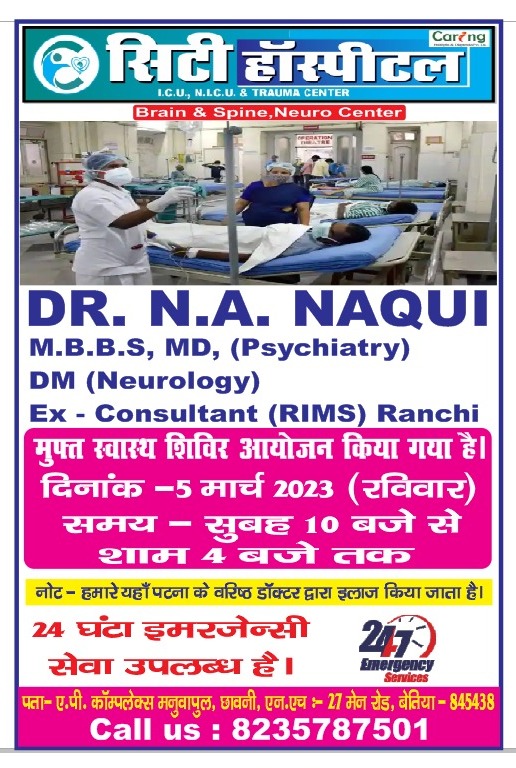 Caring
सिटी हॉस्पीटल
I.C.U., N.I.C.U. & TRAUMA CENTER
Brain & Spine,Neuro Center
OPERATION THEATRE
DR. N.A. NAQUI
M.B.B.S, MD, (Psychiatry)
DM (Neurology)
Ex - Consultant (RIMS) Ranchi
मुफ्त स्वास्थ शिविर आयोजन किया गया है।
दिनांक –5 मार्च 2023 (रविवार)
समय – सुबह 10 बजे से
शाम 4 बजे तक
नोट – हमारे यहाँ पटना के वरिष्ठ डॉक्टर द्वारा इलाज किया जाता है।
24 घंटा इमरजेन्सी
सेवा उपलब्ध है।
24/7
Emergency
Services
पता– ए.पी. कॉम्पलेक्स मनुवापुल, छावनी, एन.एच :– 27 मेन रोड, बेतिया – 845438
Call us : 8235787501